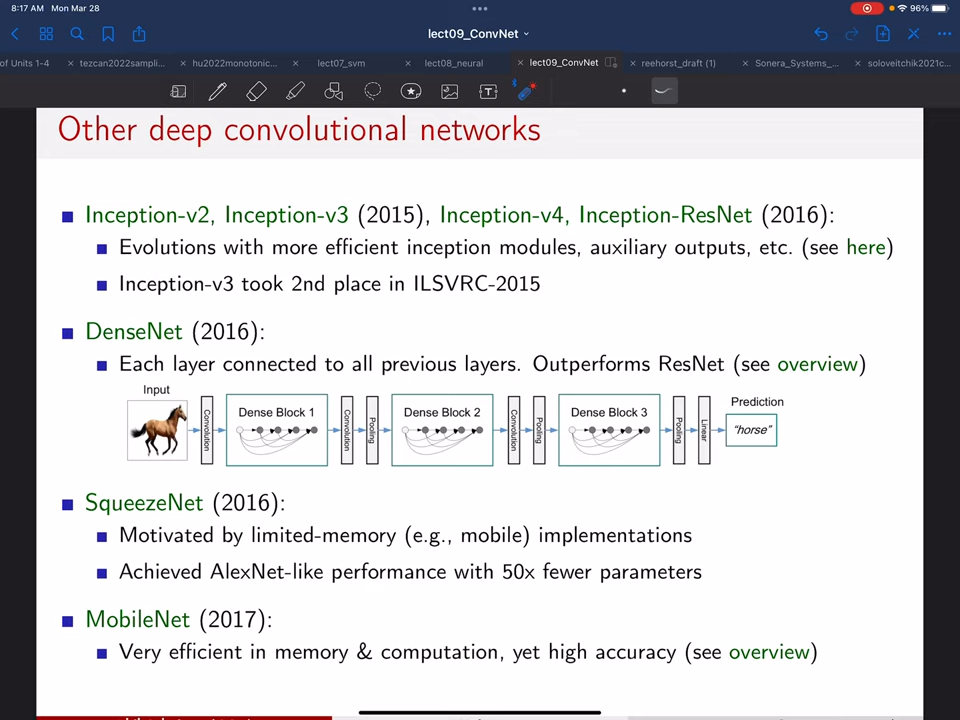 8:17 AM Mon Mar 28
96%
lect09_ConvNet
of Units 1-4
tezcan2022sampli...
hu2022monotonic...
lect07_svm
lect08_neural
lect09_ConvNet
reehorst_draft (1)
Sonera_Systems_...
soloveitchik2021c...
Other deep convolutional networks
Inception-v2, Inception-v3 (2015), Inception-v4, Inception-ResNet (2016):
Evolutions with more efficient inception modules, auxiliary outputs, etc. (see here)
Inception-v3 took 2nd place in ILSVRC-2015
DenseNet (2016):
Each layer connected to all previous layers. Outperforms ResNet (see overview)
Input
Convolution
Dense Block 1
Convolution
Pooling
Dense Block 2
Convolution
Pooling
Dense Block 3
Pooling
Linear
Prediction
"horse"
SqueezeNet (2016):
Motivated by limited-memory (e.g., mobile) implementations
Achieved AlexNet-like performance with 50x fewer parameters
MobileNet (2017):
Very efficient in memory & computation, yet high accuracy (see overview)